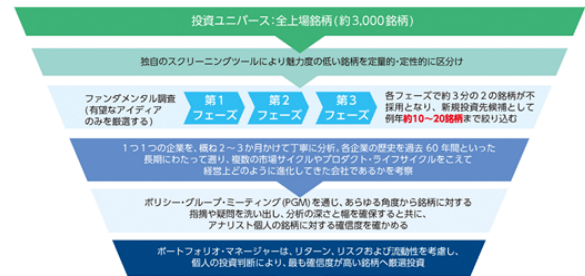 投資ユニバース:全上場銘柄(約3,000銘柄)
独自のスクリーニングツールにより魅力度の低い銘柄を定量的・定性的に区分け
ファンダメンタル調査
(有望なアイディア
のみを厳選する)
第1
フェーズ
第2
フェーズ
第3
フェーズ
各フェーズで約3分の2の銘柄が不
採用となり、新規投資先候補として
例年約10~20銘柄まで絞り込む
1つ1つの企業を、概ね2~3か月かけて丁寧に分析。各企業の歴史を過去60年間といった
長期にわたって遡り、複数の市場サイクルやプロダクト・ライフサイクルをこえて
経営上どのように進化してきた会社であるかを考察
ポリシー・グループ・ミーティング(PGM)を通じ、あらゆる角度から銘柄に対する
指摘や疑問を洗い出し、分析の深さと幅を確保すると共に、
アナリスト個人の銘柄に対する確信度を確かめる
ポートフォリオ・マネージャーは、リターン、リスクおよび流動性を考慮し、
個人の投資判断により、最も確信度が高い銘柄へ厳選投資